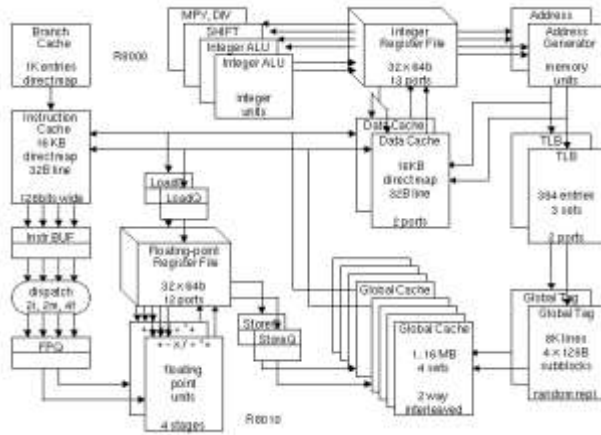 Branch
Cache
1K entries
direct map
R8000
MPY, DIV
SHIFT
Integer ALU
Integer ALU
integer
units
Integer
Register File
32×64b
13 ports
Address
Address
Generator
memory
units
Instruction
Cache
16 KB
direct map
32B line
128bits wide
Instr BUF
dispatch
2i, 2m, 4f
FPQ
LoadQ
LoadQ
Floating-point
Register File
32×64b
12 ports
floating
point
units
4 stages
R8010
StoreQ
StoreQ
Data Cache
Data Cache
16KB
direct map
32B line
2 ports
TLB
TLB
384 entries
3 sets
2 ports
Global Cache
Global Cache
1..16 MB
4 sets
2 way
interleaved
Global Tag
Global Tag
8K lines
4×128B
subblocks
random repl.